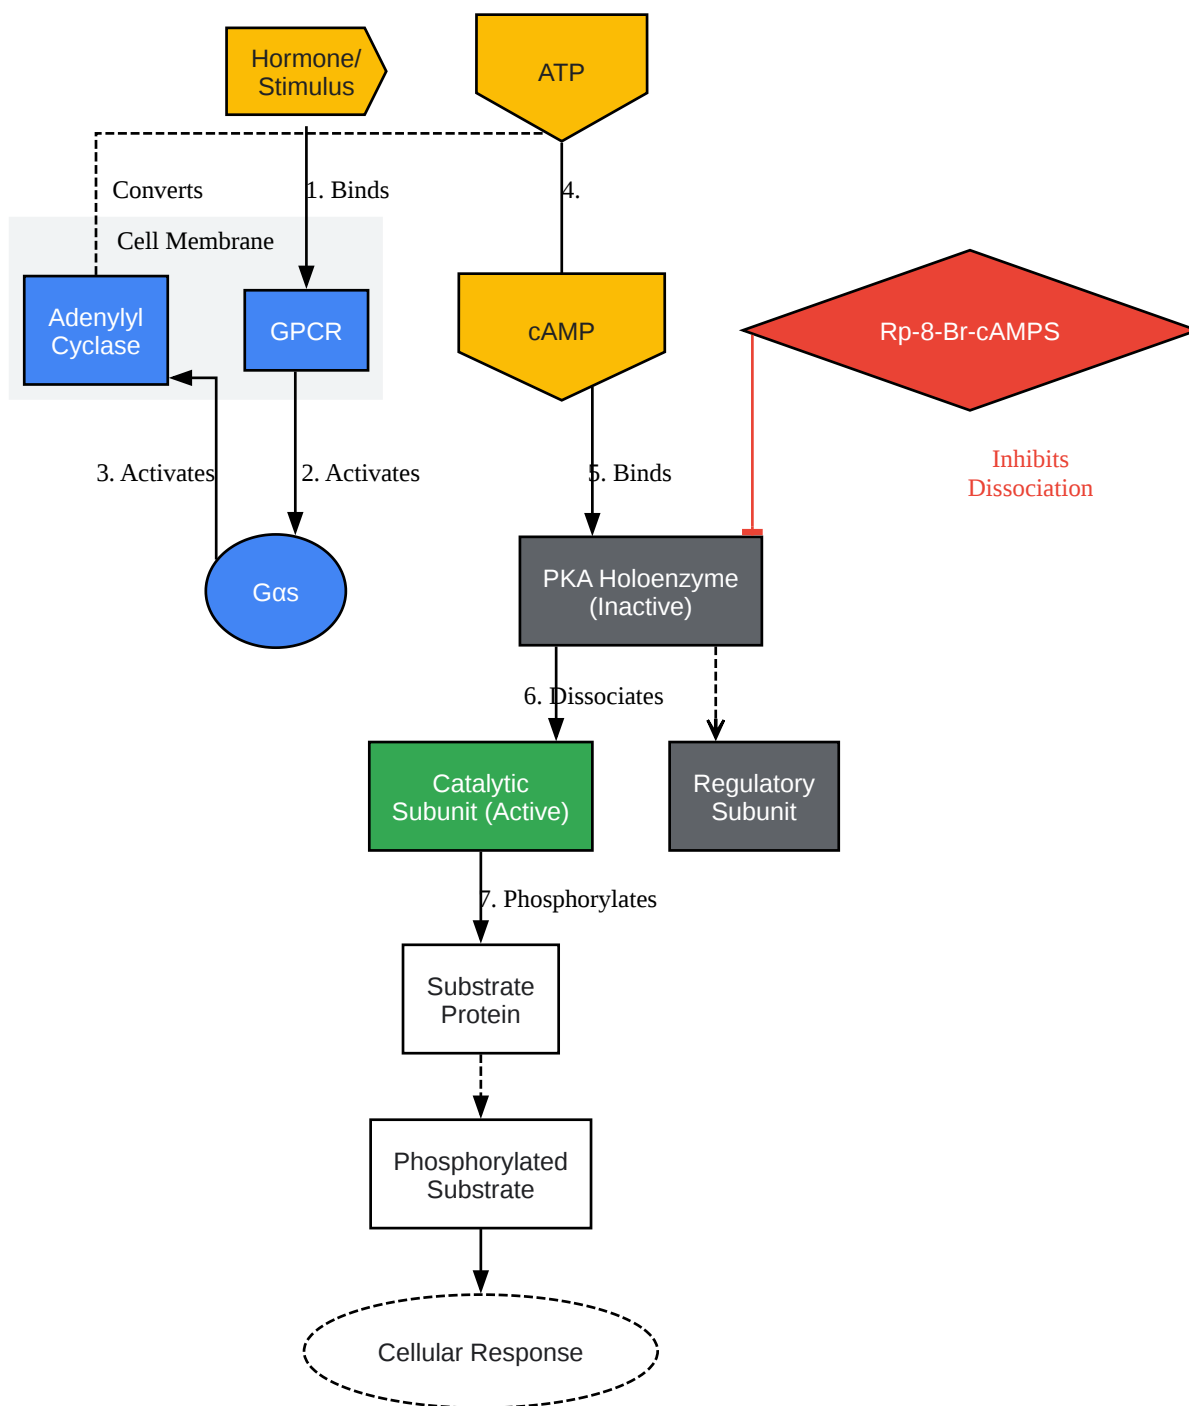 Hormone/
Stimulus
ATP
Converts
1. Binds
4.
Cell Membrane
Adenylyl
Cyclase
GPCR
cAMP
Rp-8-Br-cAMPS
3. Activates
2. Activates
5. Binds
Inhibits
Dissociation
Gαs
PKA Holoenzyme
(Inactive)
6. Dissociates
Catalytic
Subunit (Active)
Regulatory
Subunit
7. Phosphorylates
Substrate
Protein
Phosphorylated
Substrate
Cellular Response